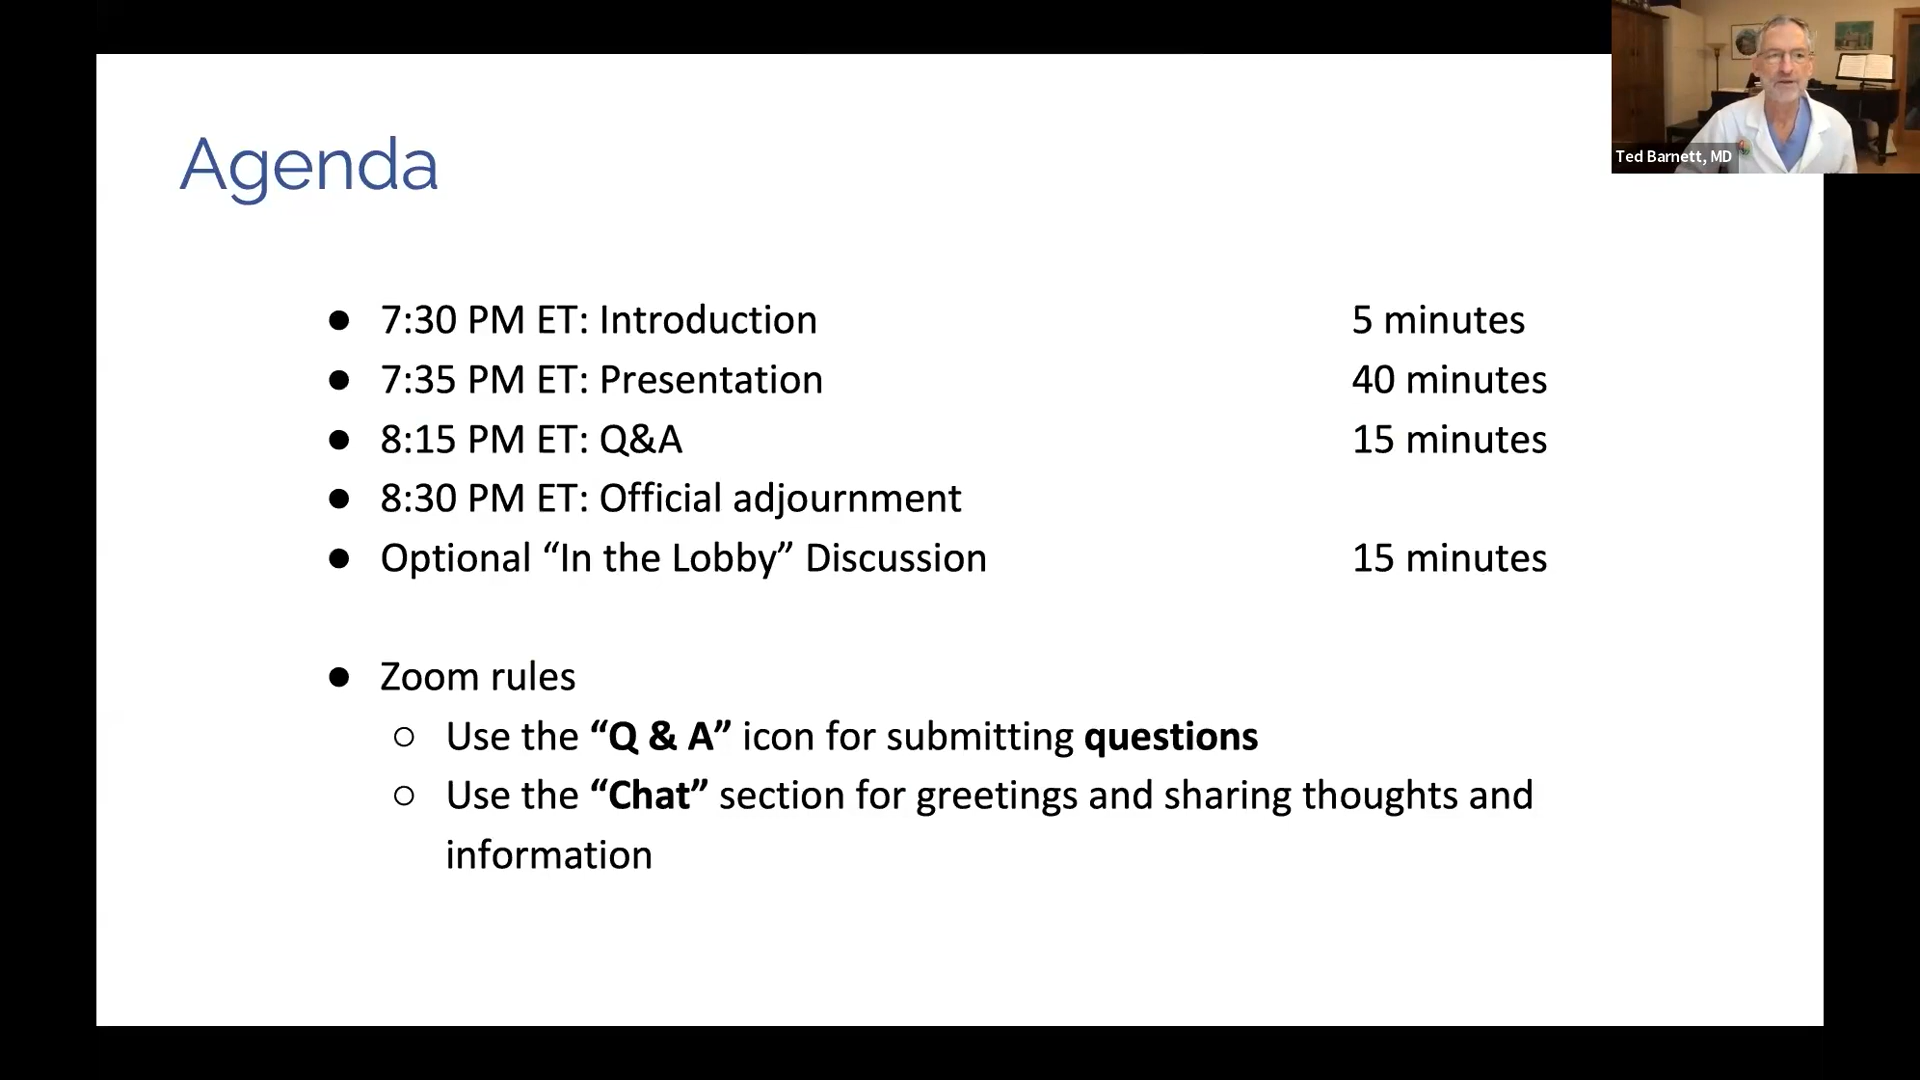 Agenda
Ted Barnett, MD
● 7:30 PM ET: Introduction 5 minutes
● 7:35 PM ET: Presentation 40 minutes
● 8:15 PM ET: Q&A 15 minutes
● 8:30 PM ET: Official adjournment
● Optional “In the Lobby” Discussion 15 minutes
● Zoom rules
○ Use the “Q & A” icon for submitting questions
○ Use the “Chat” section for greetings and sharing thoughts and
information